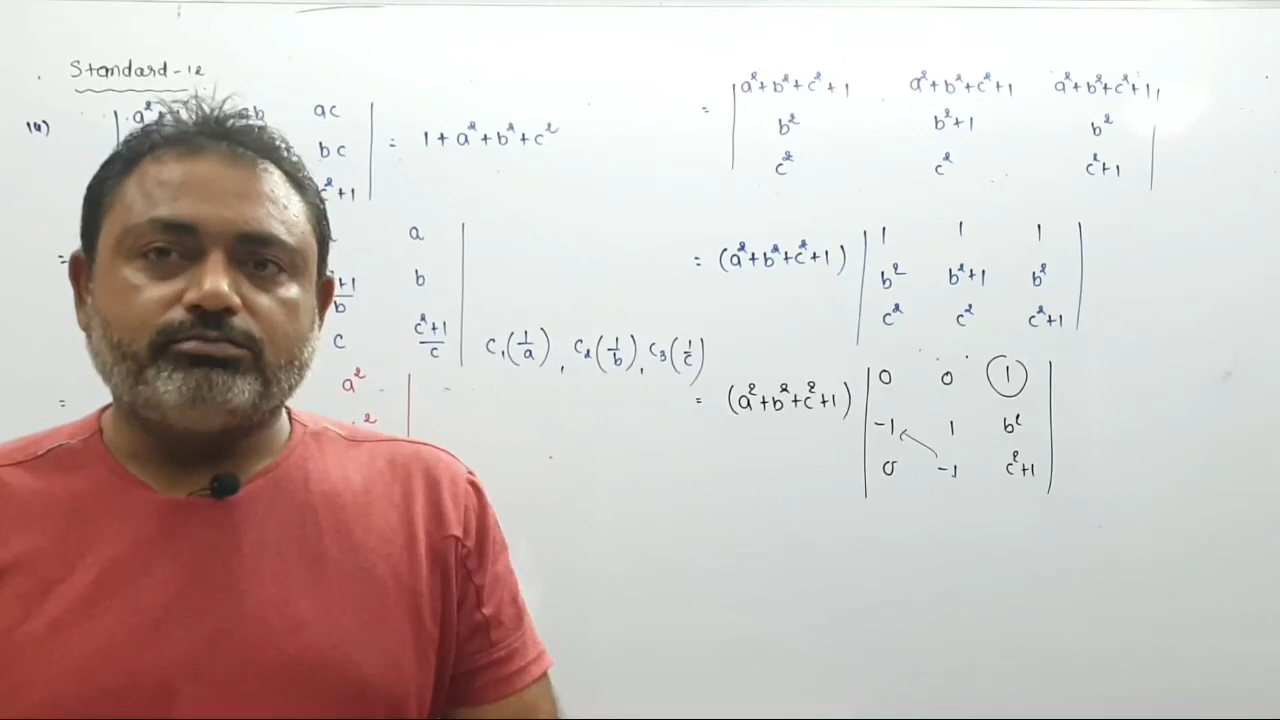 Standard-12
ab ac
bc = 1 + a² + b² + c²
c²+1
= a
b
b
c c²+1
c C₁(1/a), C₂(1/b), C₃(1/c)
= a²
= | a²+b²+c²+1 a²+b²+c²+1 a²+b²+c²+1 |
b² b²+1 b²
c² c² c²+1
= (a²+b²+c²+1) | 1 1 1 |
b² b²+1 b²
c² c² c²+1
= (a²+b²+c²+1) | 0 0 1 |
-1 1 b²
0 -1 c²+1